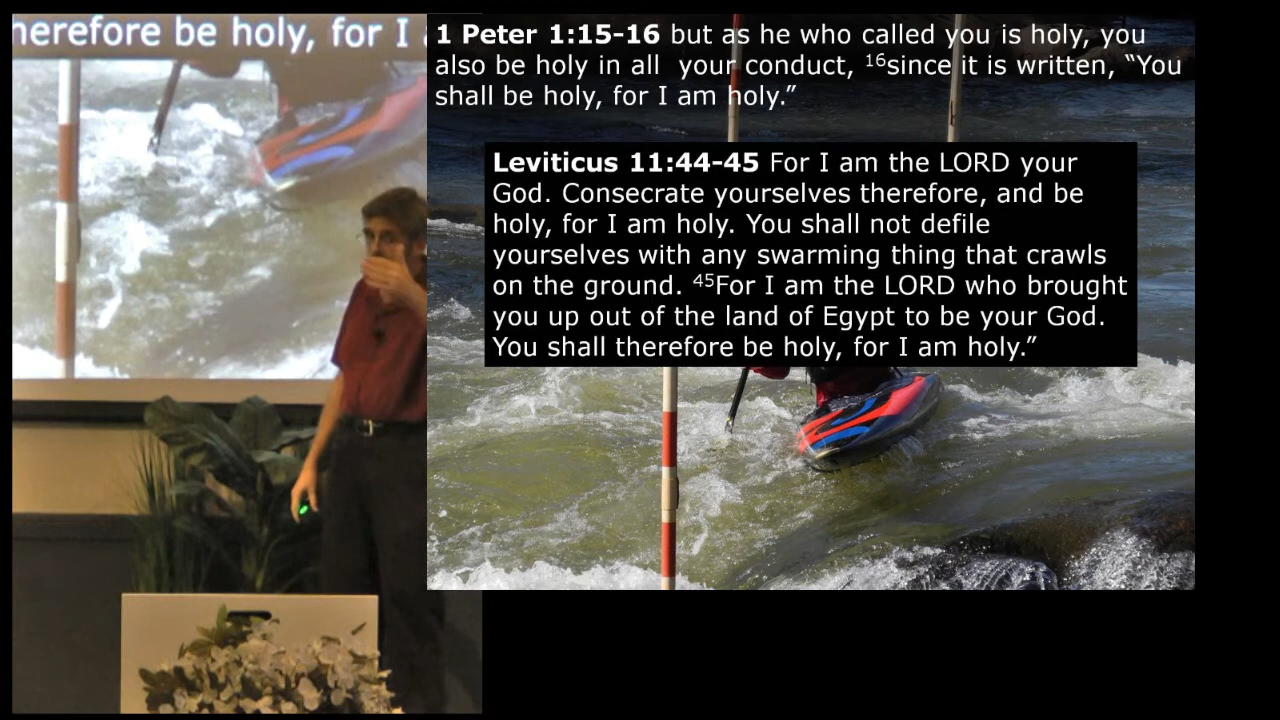 herefore be holy, for I
1 Peter 1:15-16 but as he who called you is holy, you
also be holy in all  your conduct, ¹⁶since it is written, “You
shall be holy, for I am holy.”
Leviticus 11:44-45 For I am the LORD your
God. Consecrate yourselves therefore, and be
holy, for I am holy. You shall not defile
yourselves with any swarming thing that crawls
on the ground. ⁴⁵For I am the LORD who brought
you up out of the land of Egypt to be your God.
You shall therefore be holy, for I am holy.”